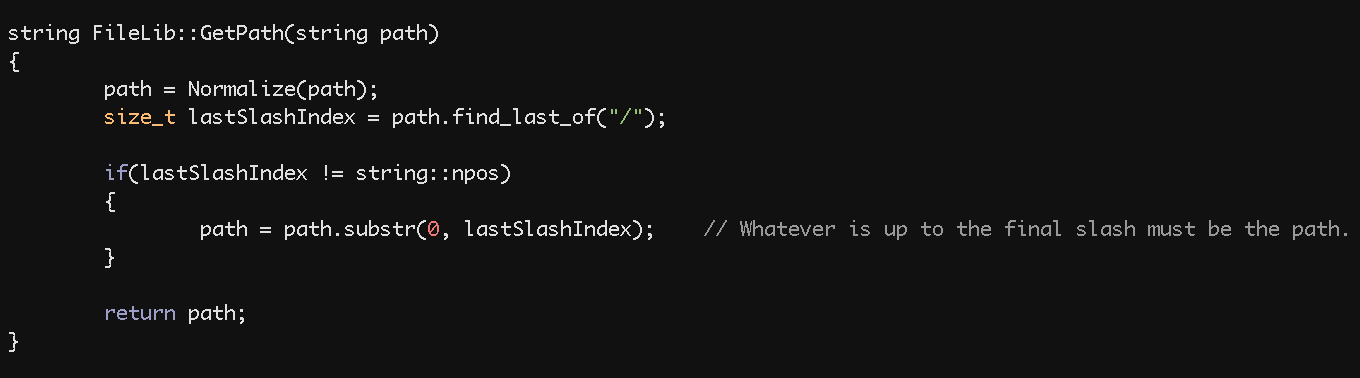 string FileLib::GetPath(string path)
{
path = Normalize(path);
size_t lastSlashIndex = path.find_last_of("/");
if(lastSlashIndex != string::npos)
{
path = path.substr(0, lastSlashIndex); // Whatever is up to the final slash must be the path.
}
return path;
}